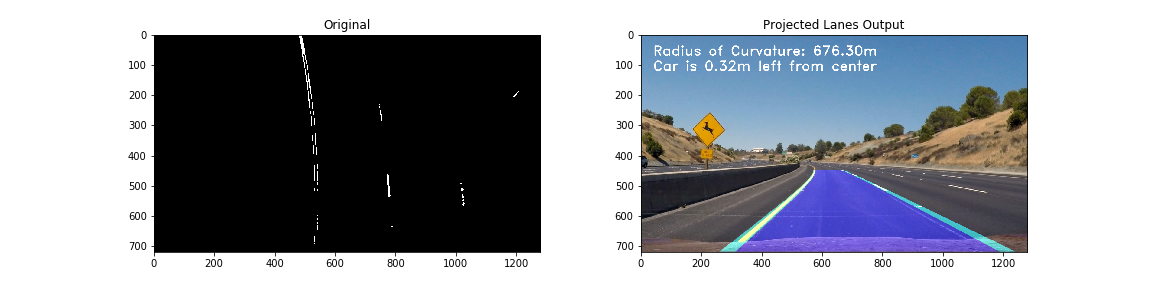 Original
0
100
200
300
400
500
600
700
0 200 400 600 800 1000 1200
Projected Lanes Output
Radius of Curvature: 676.30m
Car is 0.32m left from center
0
100
200
300
400
500
600
700
0 200 400 600 800 1000 1200